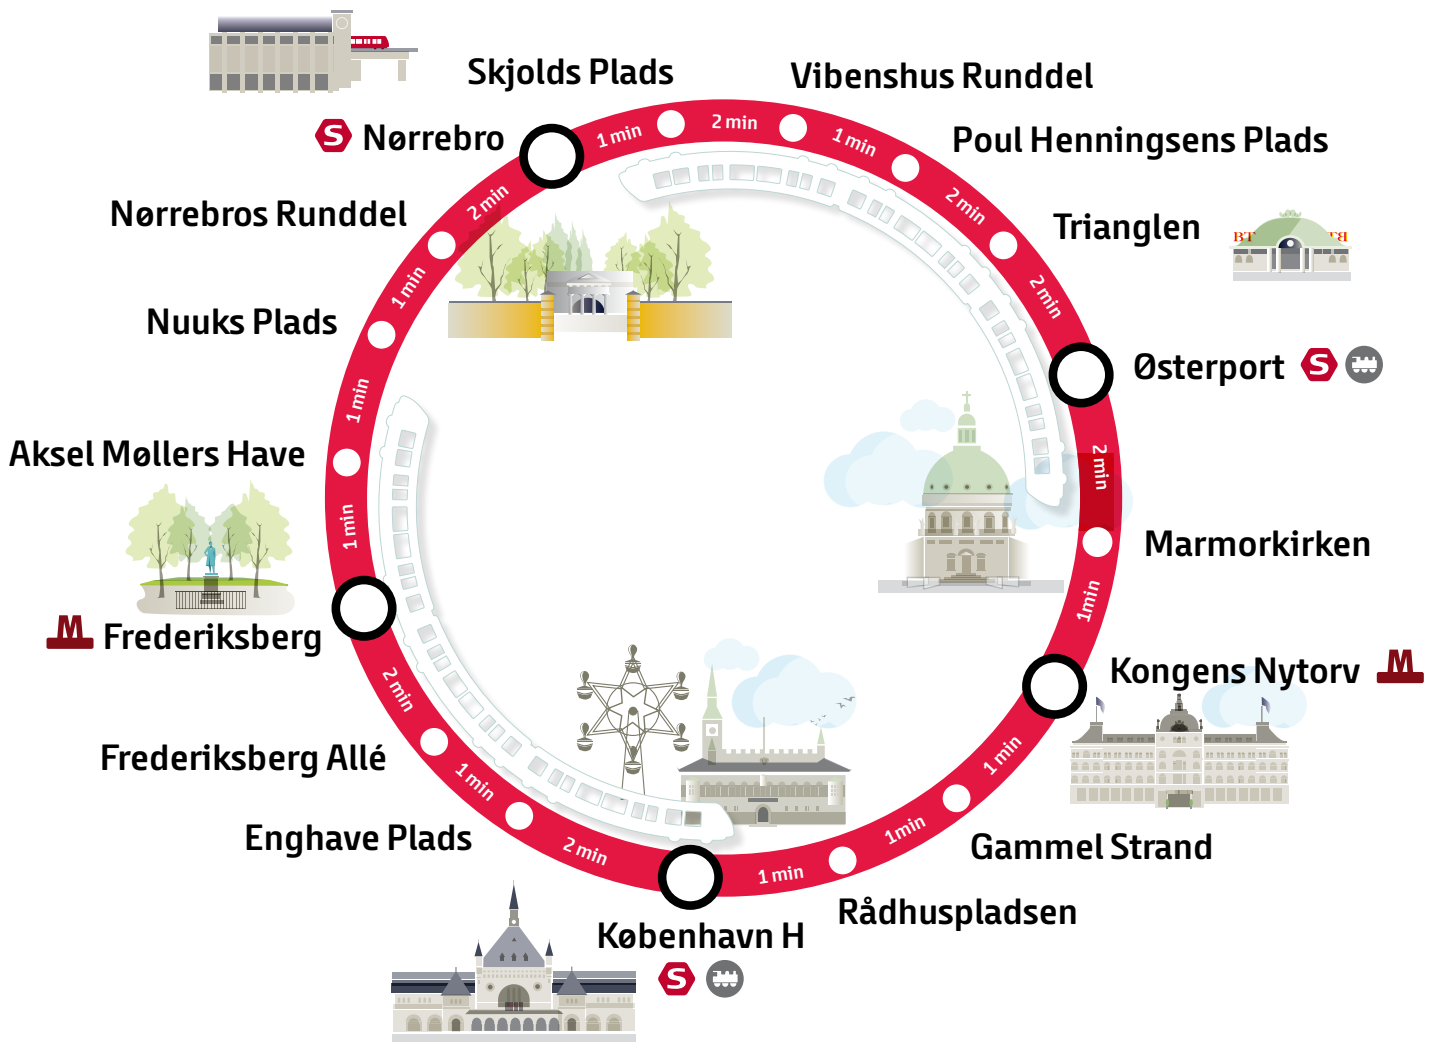 Skjolds Plads
1 min
2 min
Vibenshus Runddel
1 min
Poul Henningsens Plads
2 min
Trianglen
2 min
Østerport
S
2 min
Marmorkirken
1min
Kongens Nytorv
M
1 min
Gammel Strand
1min
Rådhuspladsen
1 min
København H
S
2 min
Enghave Plads
1 min
Frederiksberg Allé
2 min
M
Frederiksberg
1 min
Aksel Møllers Have
1 min
Nuuks Plads
1 min
Nørrebros Runddel
2 min
S
Nørrebro